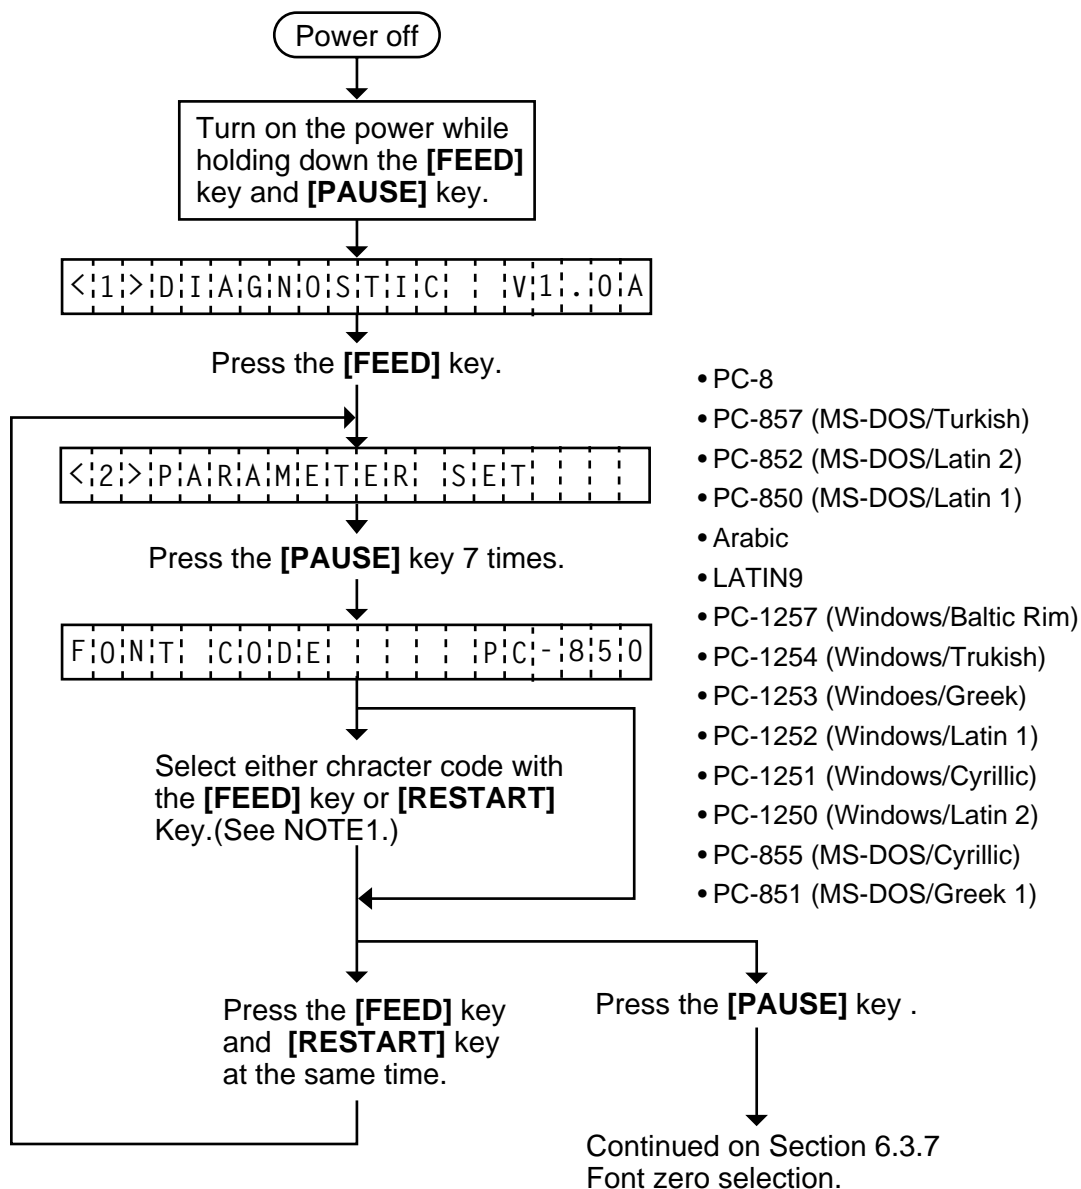 Power off
Turn on the power while
holding down the [FEED]
key and [PAUSE] key.
<1>DIAGNOSTIC  V1.0A
Press the [FEED] key.
<2>PARAMETER SET
Press the [PAUSE] key 7 times.
FONT CODE    PC-850
Select either chracter code with
the [FEED] key or [RESTART]
Key.(See NOTE1.)
Press the [FEED] key
and [RESTART] key
at the same time.
Press the [PAUSE] key .
Continued on Section 6.3.7
Font zero selection.
• PC-8
• PC-857 (MS-DOS/Turkish)
• PC-852 (MS-DOS/Latin 2)
• PC-850 (MS-DOS/Latin 1)
• Arabic
• LATIN9
• PC-1257 (Windows/Baltic Rim)
• PC-1254 (Windows/Trukish)
• PC-1253 (Windoes/Greek)
• PC-1252 (Windows/Latin 1)
• PC-1251 (Windows/Cyrillic)
• PC-1250 (Windows/Latin 2)
• PC-855 (MS-DOS/Cyrillic)
• PC-851 (MS-DOS/Greek 1)